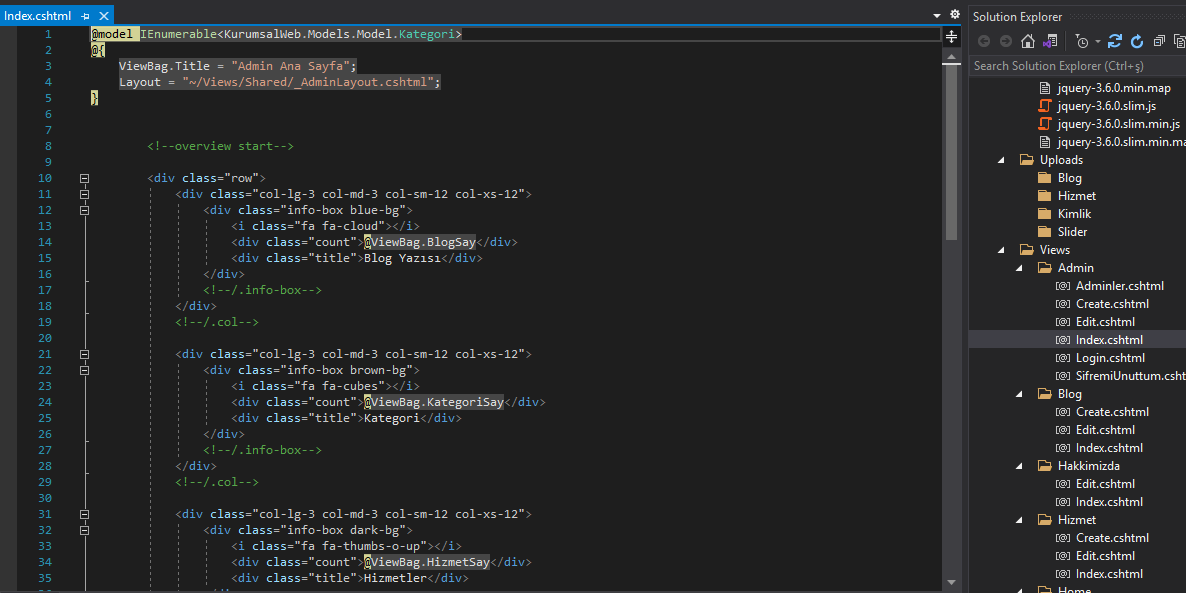 Index.cshtml
1 @model IEnumerable<KurumsalWeb.Models.Model.Kategori>
2 @{
3 ViewBag.Title = "Admin Ana Sayfa";
4 Layout = "~/Views/Shared/_AdminLayout.cshtml";
5 }
6
7
8 <!--overview start-->
9
10 <div class="row">
11 <div class="col-lg-3 col-md-3 col-sm-12 col-xs-12">
12 <div class="info-box blue-bg">
13 <i class="fa fa-cloud"></i>
14 <div class="count">@ViewBag.BlogSay</div>
15 <div class="title">Blog Yazısı</div>
16 </div>
17 <!--/.info-box-->
18 </div>
19 <!--/.col-->
20
21 <div class="col-lg-3 col-md-3 col-sm-12 col-xs-12">
22 <div class="info-box brown-bg">
23 <i class="fa fa-cubes"></i>
24 <div class="count">@ViewBag.KategoriSay</div>
25 <div class="title">Kategori</div>
26 </div>
27 <!--/.info-box-->
28 </div>
29 <!--/.col-->
30
31 <div class="col-lg-3 col-md-3 col-sm-12 col-xs-12">
32 <div class="info-box dark-bg">
33 <i class="fa fa-thumbs-o-up"></i>
34 <div class="count">@ViewBag.HizmetSay</div>
35 <div class="title">Hizmetler</div>
Solution Explorer
Search Solution Explorer (Ctrl+ş)
jquery-3.6.0.min.map
jquery-3.6.0.slim.js
jquery-3.6.0.slim.min.js
jquery-3.6.0.slim.min.ma
Uploads
Blog
Hizmet
Kimlik
Slider
Views
Admin
Adminler.cshtml
Create.cshtml
Edit.cshtml
Index.cshtml
Login.cshtml
SifremiUnuttum.csht
Blog
Create.cshtml
Edit.cshtml
Index.cshtml
Hakkimizda
Edit.cshtml
Index.cshtml
Hizmet
Create.cshtml
Edit.cshtml
Index.cshtml
Home